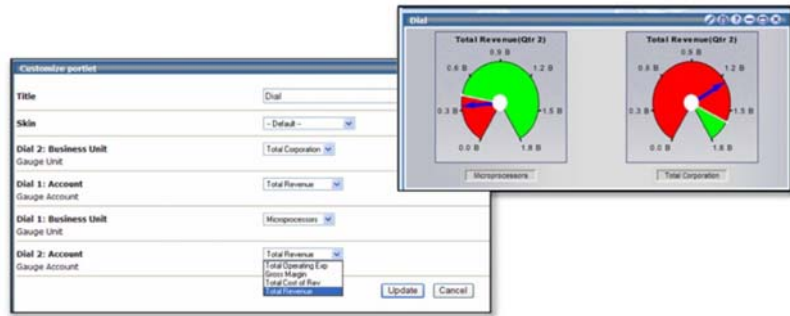 Customize portlet
Title
Dial
Skin
- Default -
Dial 2: Business Unit
Total Corporation
Gauge Unit
Dial 1: Account
Total Revenue
Gauge Account
Dial 1: Business Unit
Microprocessors
Gauge Unit
Dial 2: Account
Total Revenue
Gauge Account
Total Operating Exp
Gross Margin
Total Cost of Rev
Total Revenue
Update
Cancel
Dial
Total Revenue(Qtr 2)
0.9 B
0.6 B
1.2 B
0.3 B
1.5 B
0.0 B
1.8 B
Microprocessors
Total Revenue(Qtr 2)
0.9 B
0.6 B
1.2 B
0.3 B
1.5 B
0.0 B
1.8 B
Total Corporation